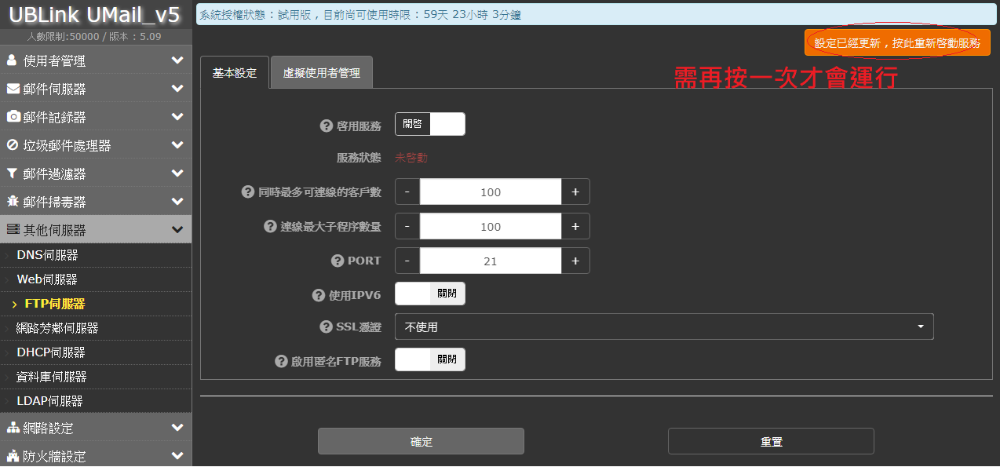 UBLink UMail_v5
人數限制:50000 / 版本 : 5.09
使用者管理
郵件伺服器
郵件記錄器
垃圾郵件處理器
郵件過濾器
郵件掃毒器
其他伺服器
DNS伺服器
Web伺服器
FTP伺服器
網路芳鄰伺服器
DHCP伺服器
資料庫伺服器
LDAP伺服器
網路設定
防火牆設定
系統授權狀態：試用版，目前尚可使用時限：59天 23小時 3分鐘
設定已經更新，按此重新啓動服務
需再按一次才會運行
基本設定
虛擬使用者管理
啓用服務 開啓
服務狀態 未啓動
同時最多可連線的客戶數 - 100 +
連線最大子程序數量 - 100 +
PORT - 21 +
使用IPV6 關閉
SSL憑證 不使用
啟用匿名FTP服務 關閉
確定
重置